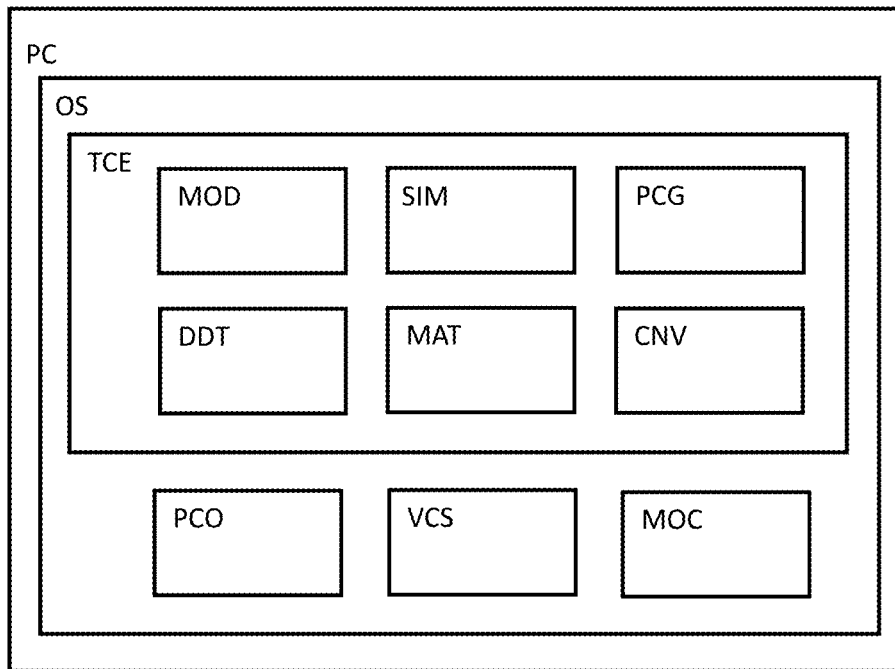 PC
OS
TCE
MOD SIM PCG
DDT MAT CNV
PCO VCS MOC